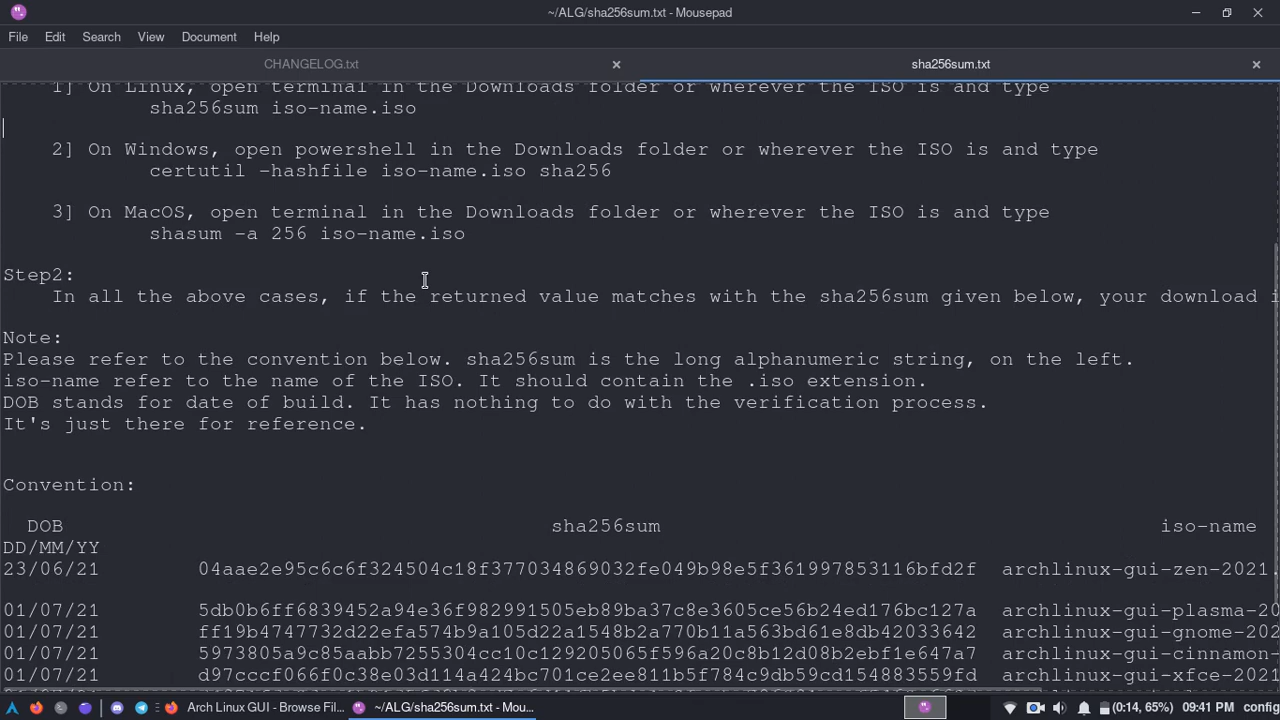 ~/ALG/sha256sum.txt - Mousepad
File Edit Search View Document Help
CHANGELOG.txt
sha256sum.txt
1] On Linux, open terminal in the Downloads folder or wherever the ISO is and type
sha256sum iso-name.iso
2] On Windows, open powershell in the Downloads folder or wherever the ISO is and type
certutil -hashfile iso-name.iso sha256
3] On MacOS, open terminal in the Downloads folder or wherever the ISO is and type
shasum -a 256 iso-name.iso
Step2:
In all the above cases, if the returned value matches with the sha256sum given below, your download i
Note:
Please refer to the convention below. sha256sum is the long alphanumeric string, on the left.
iso-name refer to the name of the ISO. It should contain the .iso extension.
DOB stands for date of build. It has nothing to do with the verification process.
It's just there for reference.
Convention:
DOB sha256sum iso-name
DD/MM/YY
23/06/21 04aae2e95c6c6f324504c18f377034869032fe049b98e5f361997853116bfd2f archlinux-gui-zen-2021.
01/07/21 5db0b6ff6839452a94e36f982991505eb89ba37c8e3605ce56b24ed176bc127a archlinux-gui-plasma-20
01/07/21 ff19b4747732d22efa574b9a105d22a1548b2a770b11a563bd61e8db42033642 archlinux-gui-gnome-202
01/07/21 5973805a9c85aabb7255304cc10c129205065f596a20c8b12d08b2ebf1e647a7 archlinux-gui-cinnamon-
01/07/21 d97cccf066f0c38e03d114a424bc701ce2ee811b5f784c9db59cd154883559fd archlinux-gui-xfce-2021
Arch Linux GUI - Browse Fil... ~/ALG/sha256sum.txt - Mou... (0:14, 65%) 09:41 PM config